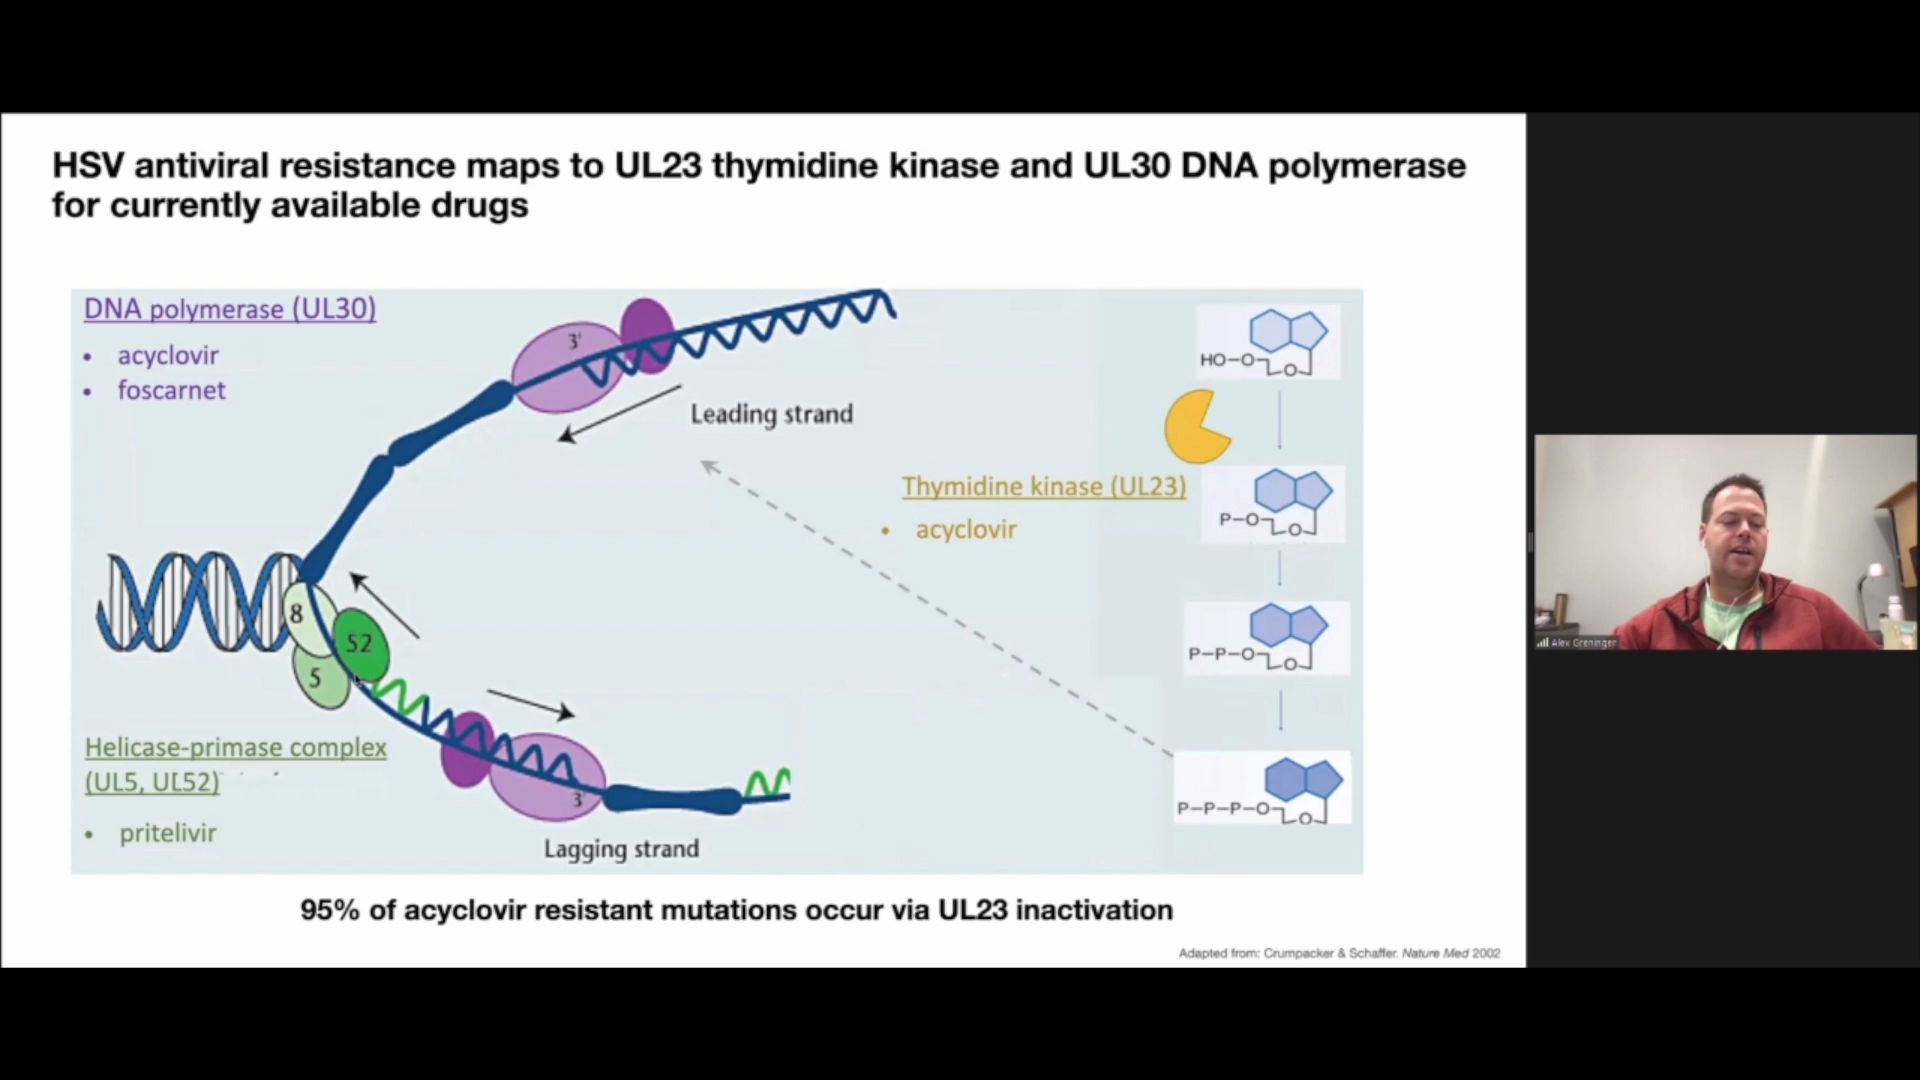 HSV antiviral resistance maps to UL23 thymidine kinase and UL30 DNA polymerase
for currently available drugs
DNA polymerase (UL30)
• acyclovir
• foscarnet
3'
Leading strand
HO-O
O
Thymidine kinase (UL23)
• acyclovir
P-O
O
8
52
5
P-P-O
O
Helicase-primase complex
(UL5, UL52)
• pritelivir
3'
Lagging strand
P-P-P-O
O
95% of acyclovir resistant mutations occur via UL23 inactivation
Adapted from: Crumpacker & Schaffer. Nature Med 2002
Alex Greninger